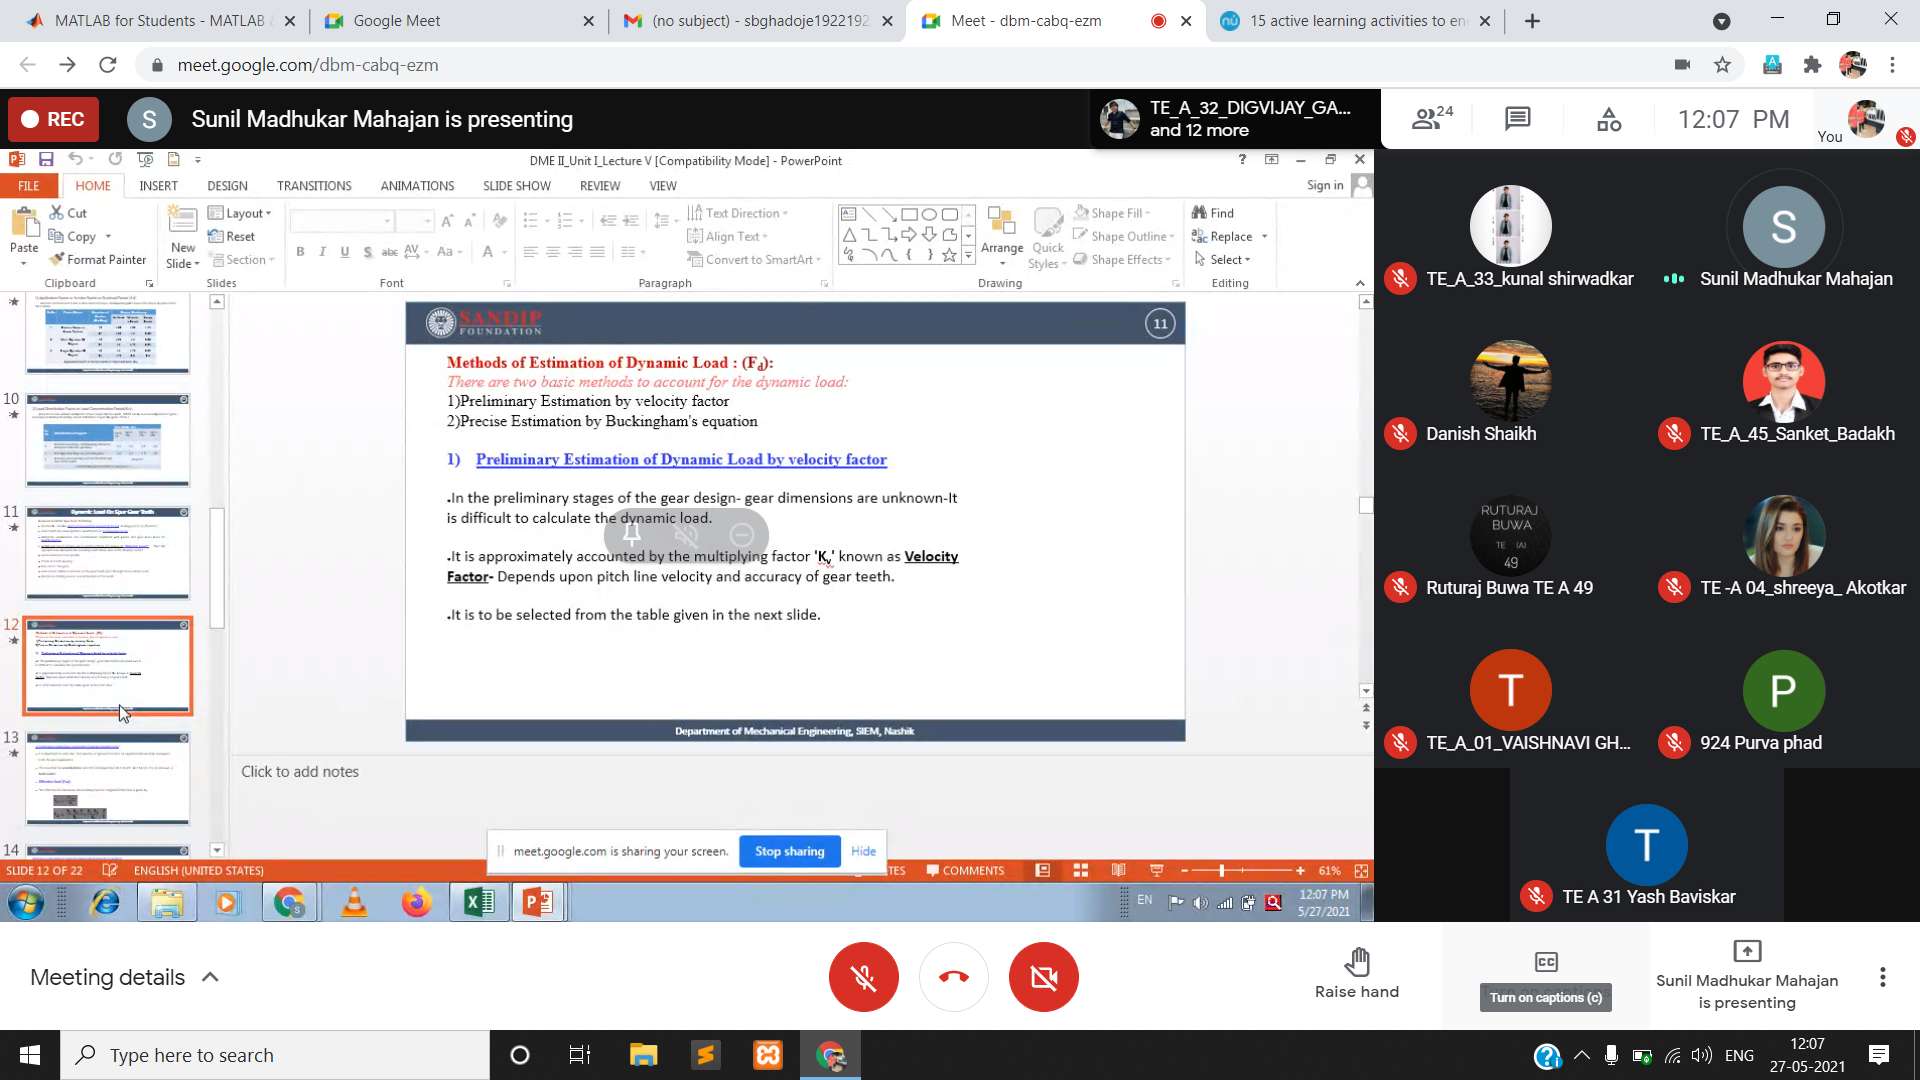 MATLAB for Students - MATLAB &
Google Meet
(no subject) - sbghadoje1922192
Meet - dbm-cabq-ezm
15 active learning activities to en
meet.google.com/dbm-cabq-ezm
REC
S
Sunil Madhukar Mahajan is presenting
TE_A_32_DIGVIJAY_GA...
and 12 more
24
12:07 PM
You
DME II_Unit I_Lecture V [Compatibility Mode] - PowerPoint
FILE HOME INSERT DESIGN TRANSITIONS ANIMATIONS SLIDE SHOW REVIEW VIEW
Sign in
Paste
Cut
Copy
Format Painter
Clipboard
New
Slide
Layout
Reset
Section
Slides
Font
Text Direction
Align Text
Convert to SmartArt
Paragraph
Arrange
Quick
Styles
Shape Fill
Shape Outline
Shape Effects
Drawing
Find
Replace
Select
Editing
10
11
Dynamic Load On Spur Gear Tooth
12
13
14
SANDIP
FOUNDATION
11
Methods of Estimation of Dynamic Load : (Fd):
There are two basic methods to account for the dynamic load:
1)Preliminary Estimation by velocity factor
2)Precise Estimation by Buckingham's equation
1) Preliminary Estimation of Dynamic Load by velocity factor
.In the preliminary stages of the gear design- gear dimensions are unknown-It
is difficult to calculate the dynamic load.
.It is approximately accounted by the multiplying factor 'Kv' known as Velocity
Factor- Depends upon pitch line velocity and accuracy of gear teeth.
.It is to be selected from the table given in the next slide.
Department of Mechanical Engineering, SIEM, Nashik
Click to add notes
meet.google.com is sharing your screen.
Stop sharing
Hide
SLIDE 12 OF 22
ENGLISH (UNITED STATES)
COMMENTS
61%
EN
12:07 PM
5/27/2021
TE_A_33_kunal shirwadkar
S
Sunil Madhukar Mahajan
Danish Shaikh
TE_A_45_Sanket_Badakh
RUTURAJ
BUWA
TE (A)
49
Ruturaj Buwa TE A 49
TE -A 04_shreeya_ Akotkar
T
TE_A_01_VAISHNAVI GH...
P
924 Purva phad
T
TE A 31 Yash Baviskar
Meeting details
Raise hand
CC
Turn on captions (c)
Sunil Madhukar Mahajan
is presenting
Type here to search
ENG
12:07
27-05-2021